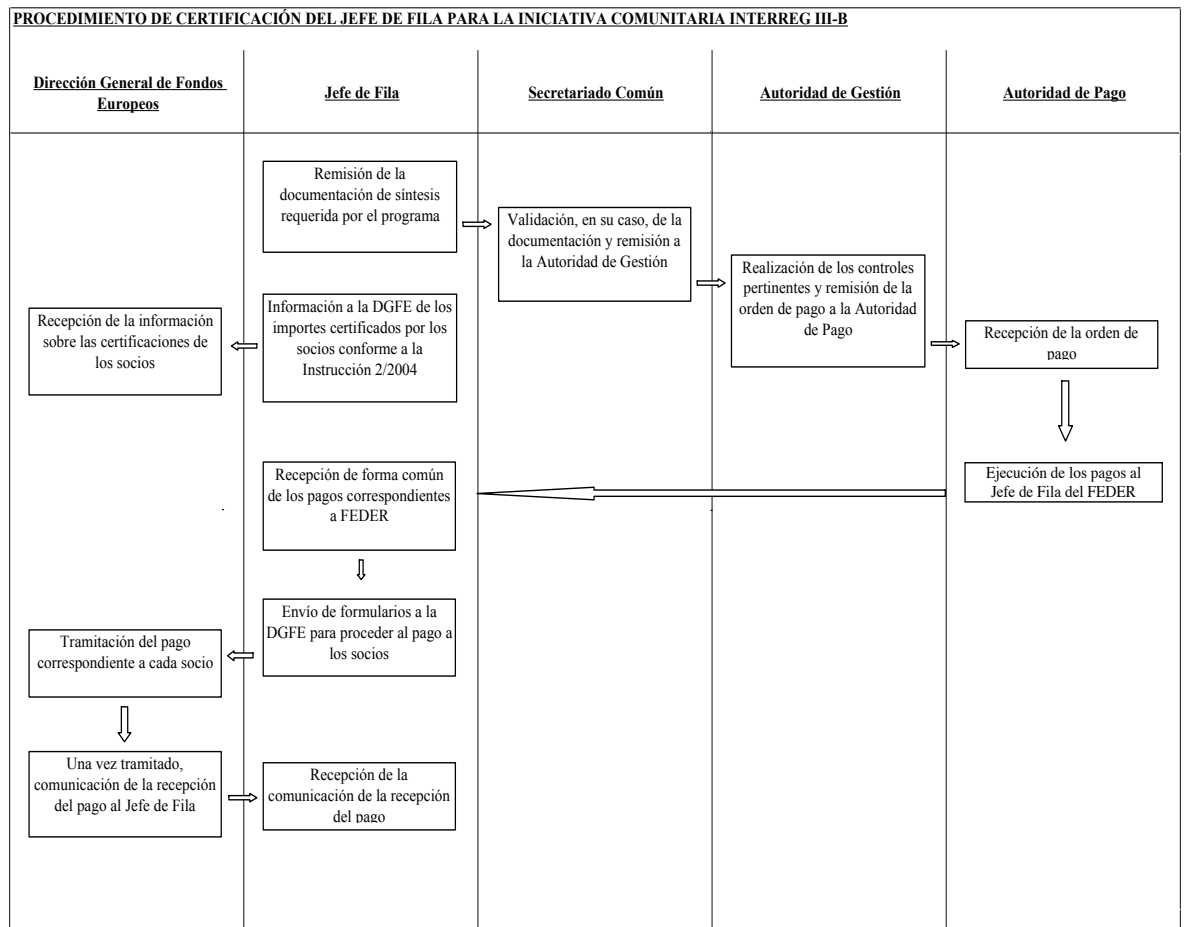 PROCEDIMIENTO DE CERTIFICACIÓN DEL JEFE DE FILA PARA LA INICIATIVA COMUNITARIA INTERREG III-B
Dirección General de Fondos
Europeos
Jefe de Fila
Secretariado Común
Autoridad de Gestión
Autoridad de Pago
Remisión de la
documentación de síntesis
requerida por el programa
Validación, en su caso, de la
documentación y remisión a
la Autoridad de Gestión
Realización de los controles
pertinentes y remisión de la
orden de pago a la Autoridad
de Pago
Recepción de la orden de
pago
Información a la DGFE de los
importes certificados por los
socios conforme a la
Instrucción 2/2004
Recepción de la información
sobre las certificaciones de
los socios
Ejecución de los pagos al
Jefe de Fila del FEDER
Recepción de forma común
de los pagos correspondientes
a FEDER
Envío de formularios a la
DGFE para proceder al pago a
los socios
Tramitación del pago
correspondiente a cada socio
Una vez tramitado,
comunicación de la recepción
del pago al Jefe de Fila
Recepción de la
comunicación de la recepción
del pago